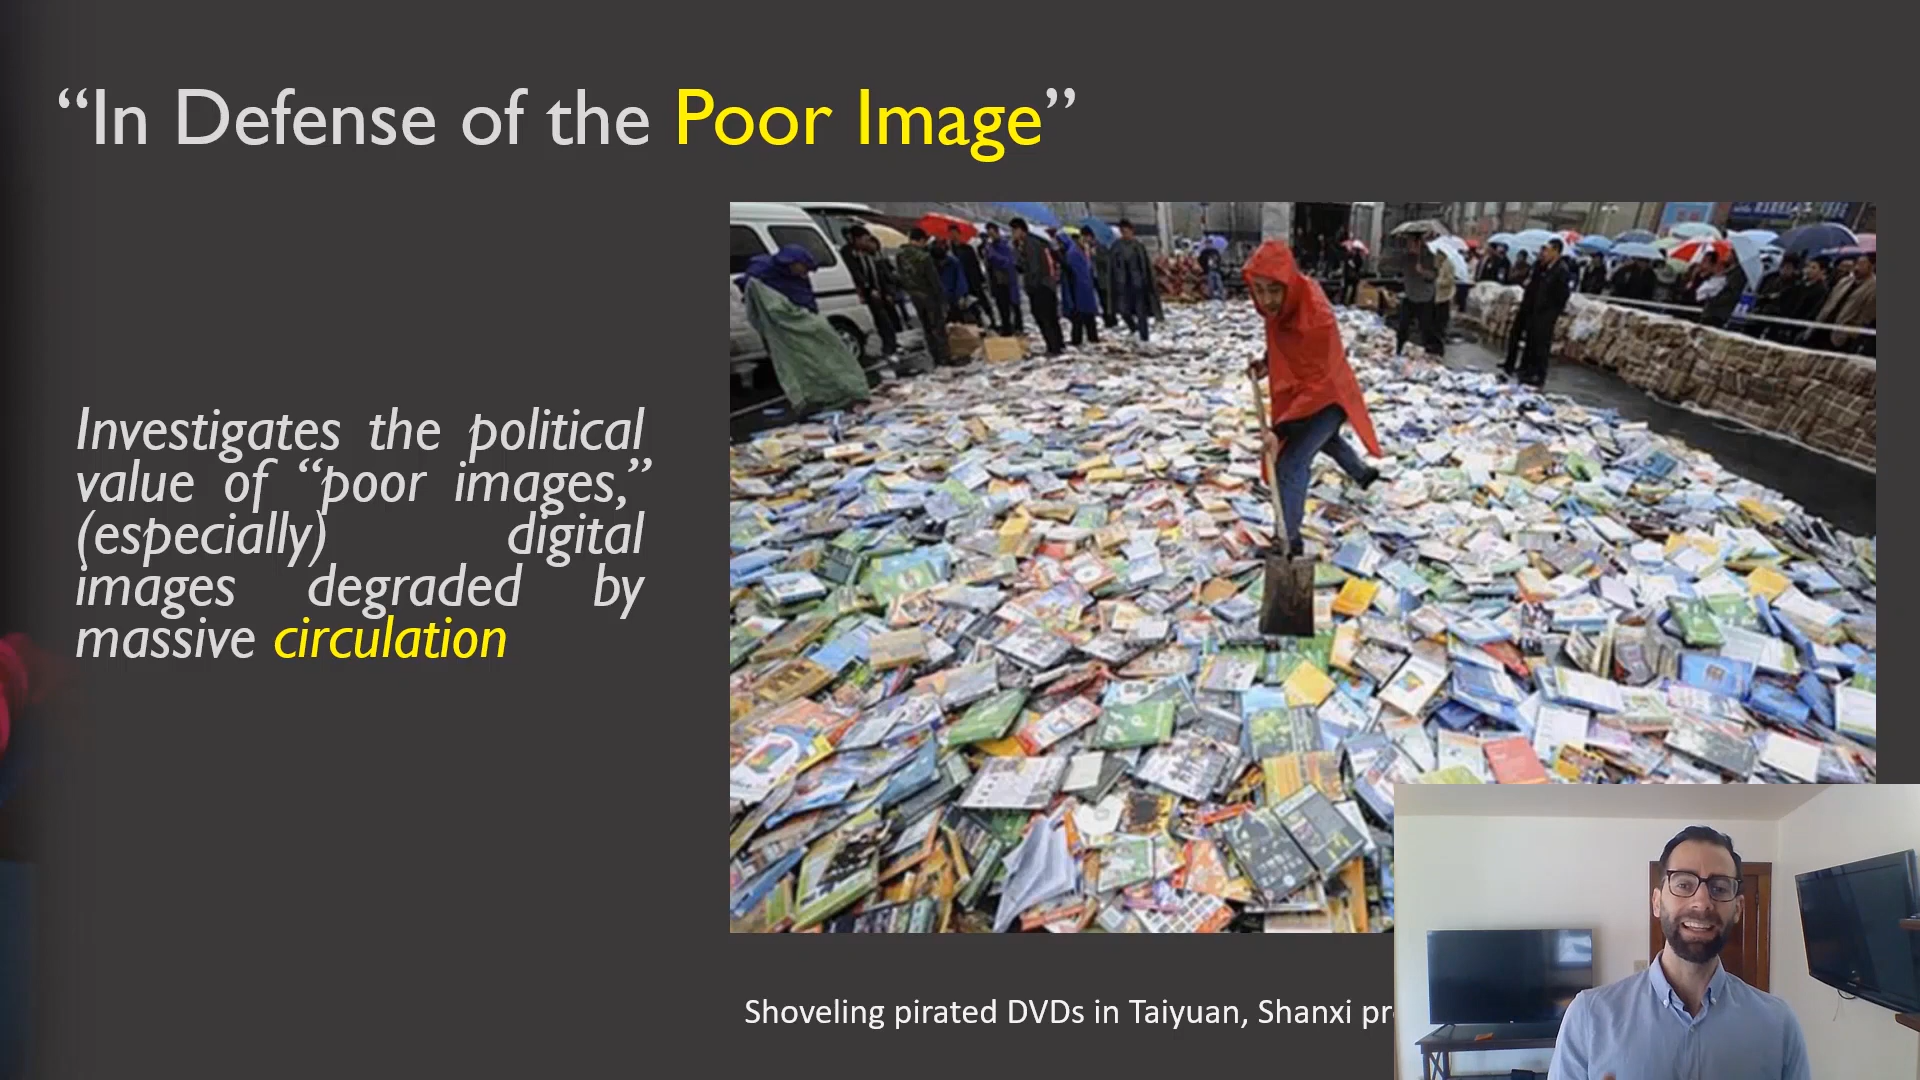 “In Defense of the Poor Image”
Investigates the political
value of “poor images,”
(especially) digital
images degraded by
massive circulation
Shoveling pirated DVDs in Taiyuan, Shanxi